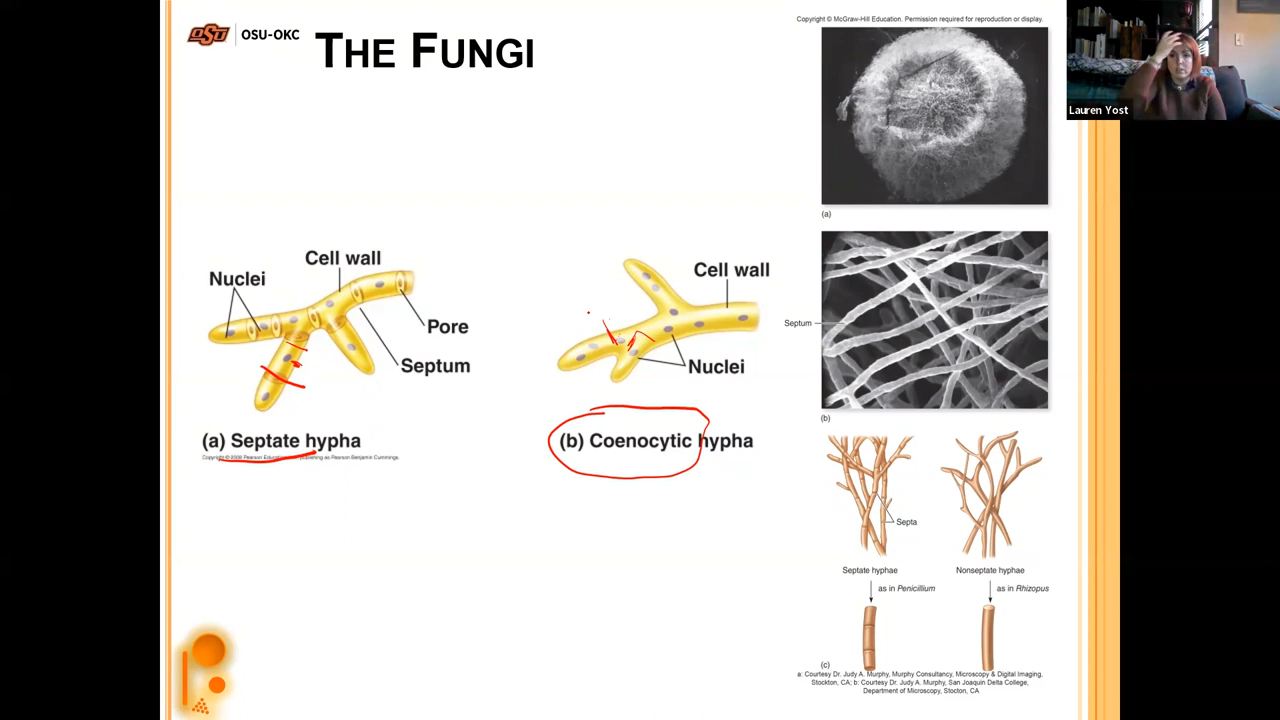 OSU
OSU-OKC
THE FUNGI
Lauren Yost
Copyright © McGraw-Hill Education. Permission required for reproduction or display.
(a)
Nuclei
Cell wall
Pore
Septum
(a) Septate hypha
Cell wall
Nuclei
(b) Coenocytic hypha
Septum
(b)
Septa
Septate hyphae
Nonseptate hyphae
as in Penicillium
as in Rhizopus
(c)
a: Courtesy Dr. Judy A. Murphy, Murphy Consultancy, Microscopy & Digital Imaging,
Stockton, CA; b: Courtesy Dr. Judy A. Murphy, San Joaquin Delta College,
Department of Microscopy, Stocton, CA